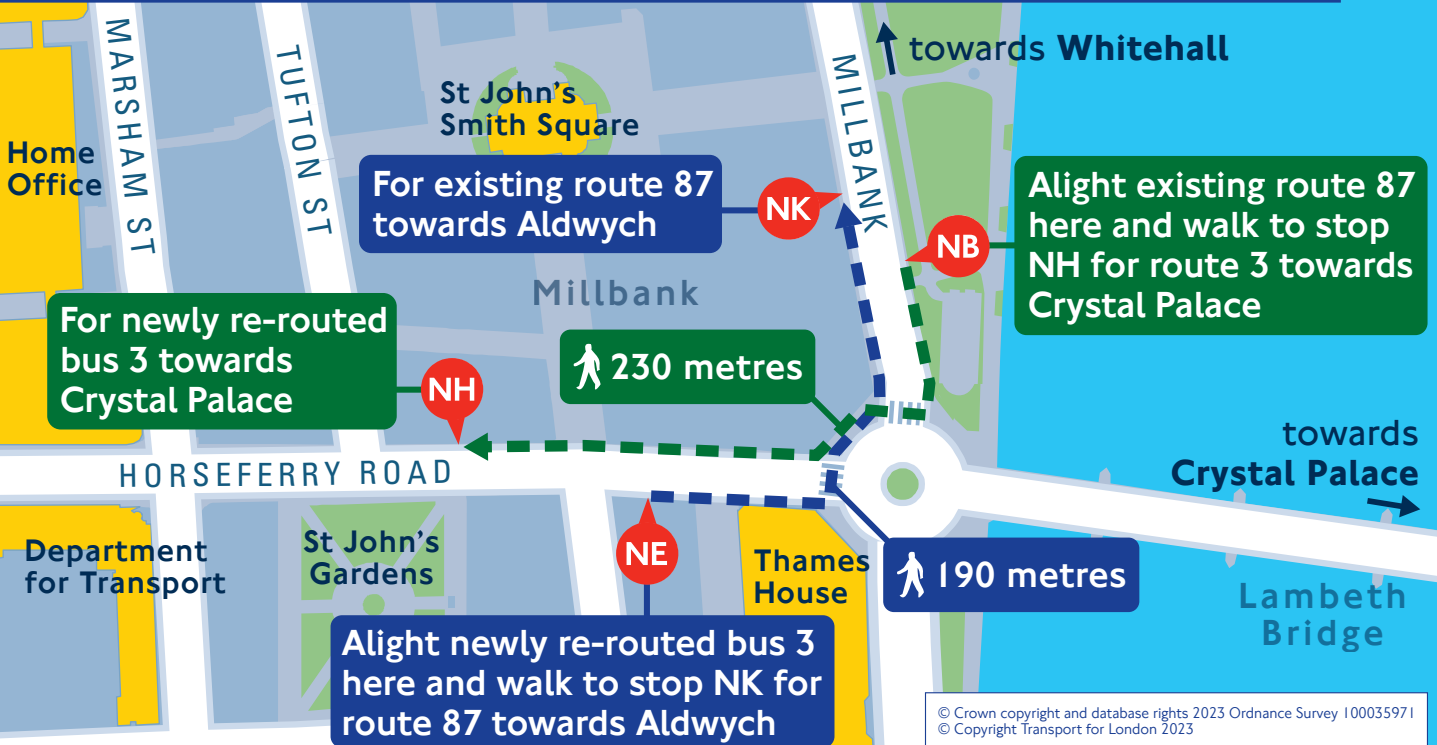 MARSHAM ST
TUFTON ST
St John's
Smith Square
MILLBANK
towards Whitehall
Home
Office
For existing route 87
towards Aldwych
NK
NB
Alight existing route 87
here and walk to stop
NH for route 3 towards
Crystal Palace
Millbank
For newly re-routed
bus 3 towards
Crystal Palace
NH
230 metres
towards
Crystal Palace
HORSEFERRY ROAD
Department
for Transport
St John's
Gardens
NE
Thames
House
190 metres
Lambeth
Bridge
Alight newly re-routed bus 3
here and walk to stop NK for
route 87 towards Aldwych
© Crown copyright and database rights 2023 Ordnance Survey 100035971
© Copyright Transport for London 2023